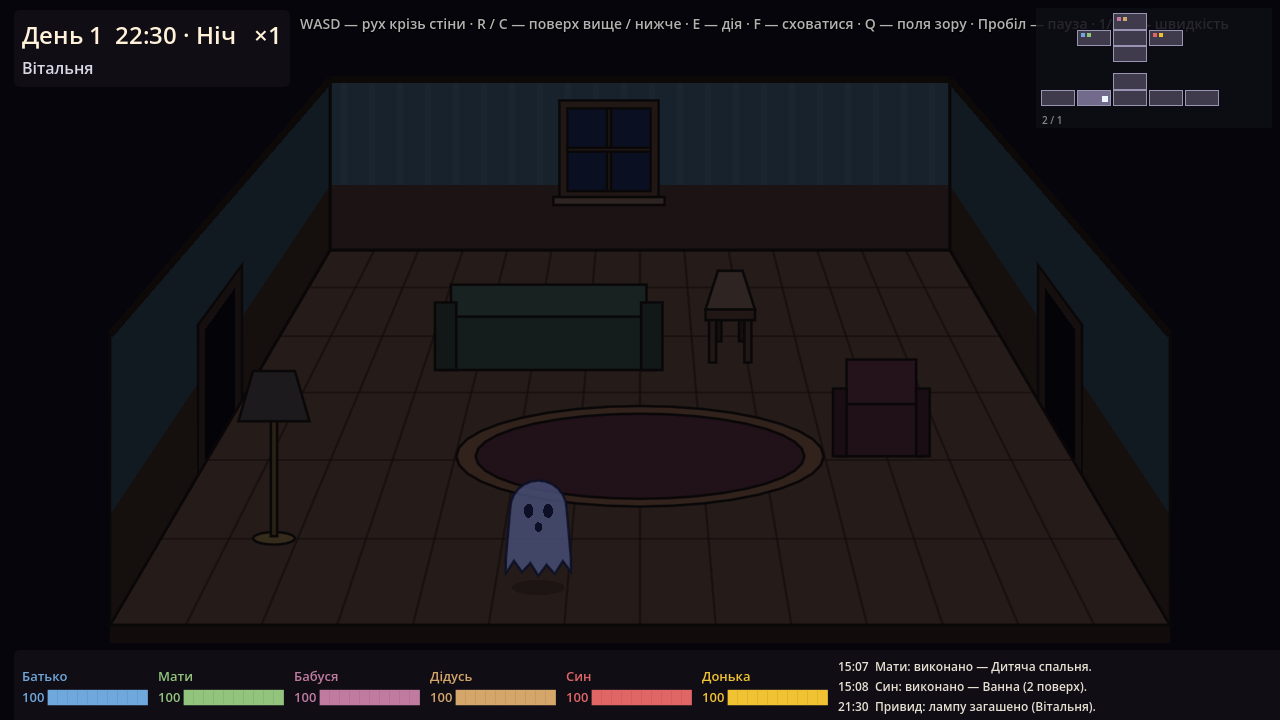 День 1 22:30 · Ніч ×1
Вітальня
WASD — рух крізь стіни · R / C — поверх вище / нижче · E — дія · F — сховатися · Q — поля зору · Пробіл — пауза · 1/ швидкість
2 / 1
Батько Мати Бабуся Дідусь Син Донька
100 100 100 100 100 100
15:07 Мати: виконано — Дитяча спальня.
15:08 Син: виконано — Ванна (2 поверх).
21:30 Привид: лампу загашено (Вітальня).